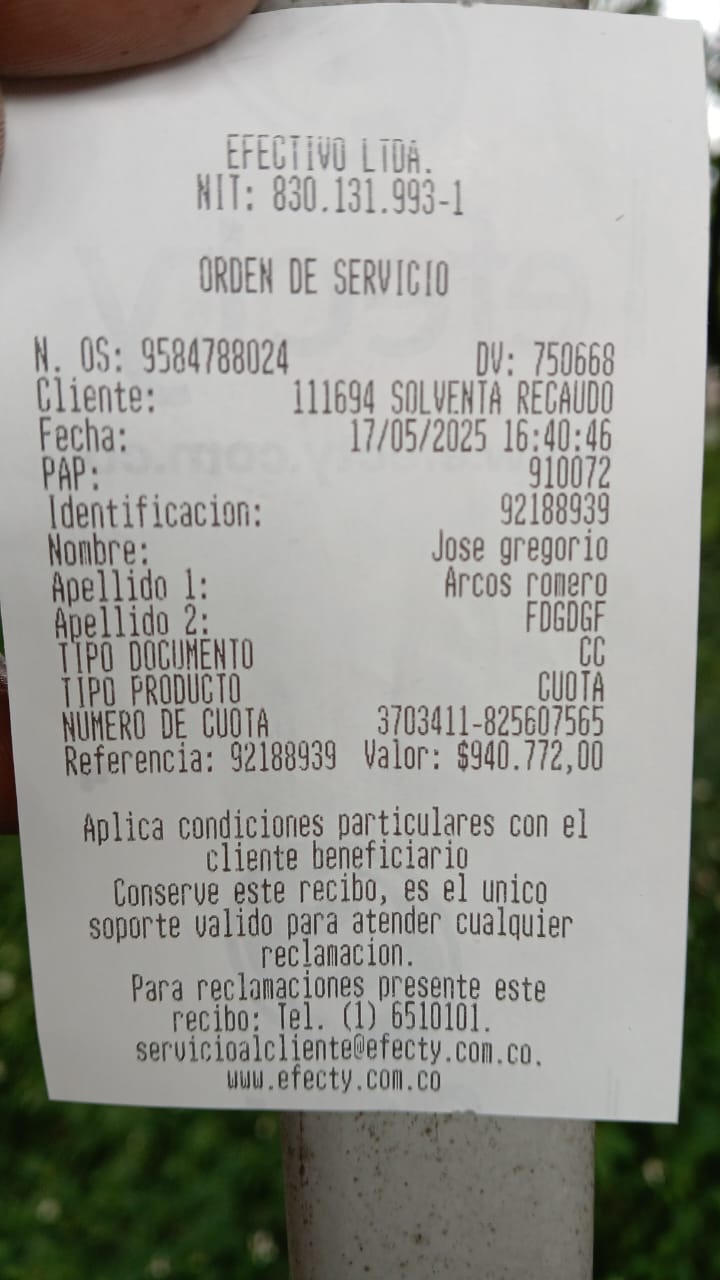 EFECTIVO LTDA.
NIT: 830.131.993-1
ORDEN DE SERVICIO
N. OS: 9584788024 DV: 750668
Cliente: 111694 SOLVENTA RECAUDO
Fecha: 17/05/2025 16:40:46
PAP: 910072
Identificacion: 92188939
Nombre: Jose gregorio
Apellido 1: Arcos romero
Apellido 2: FDGDGF
TIPO DOCUMENTO CC
TIPO PRODUCTO CUOTA
NUMERO DE CUOTA 3703411-825607565
Referencia: 92188939 Valor: $940.772,00
Aplica condiciones particulares con el
cliente beneficiario
Conserve este recibo, es el unico
soporte valido para atender cualquier
reclamacion.
Para reclamaciones presente este
recibo: Tel. (1) 6510101.
servicioalcliente@efecty.com.co.
www.efecty.com.co